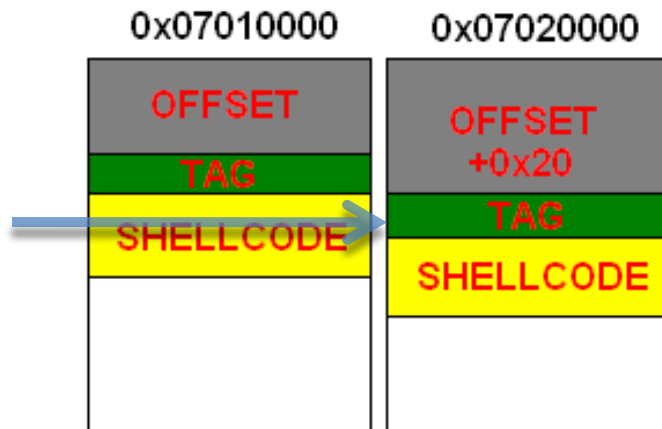 0x07010000
0x07020000
OFFSET
TAG
SHELLCODE
OFFSET
+0x20
TAG
SHELLCODE